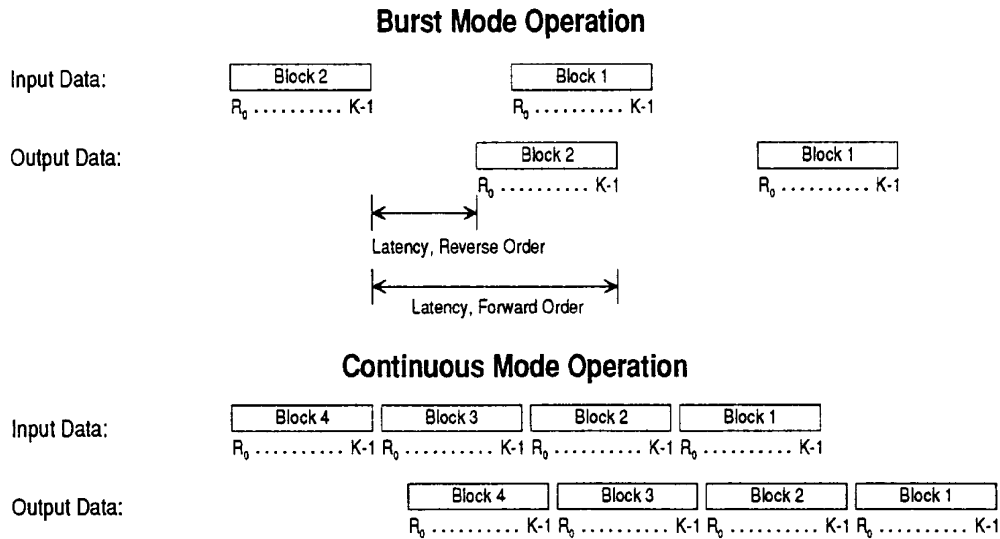 Burst Mode Operation
Input Data:
Block 2
Block 1
R₀ .......... K-1
R₀ .......... K-1
Output Data:
Block 2
Block 1
R₀ .......... K-1
R₀ .......... K-1
Latency, Reverse Order
Latency, Forward Order
Continuous Mode Operation
Input Data:
Block 4
Block 3
Block 2
Block 1
R₀ .......... K-1
R₀ .......... K-1
R₀ .......... K-1
R₀ .......... K-1
Output Data:
Block 4
Block 3
Block 2
Block 1
R₀ .......... K-1
R₀ .......... K-1
R₀ .......... K-1
R₀ .......... K-1